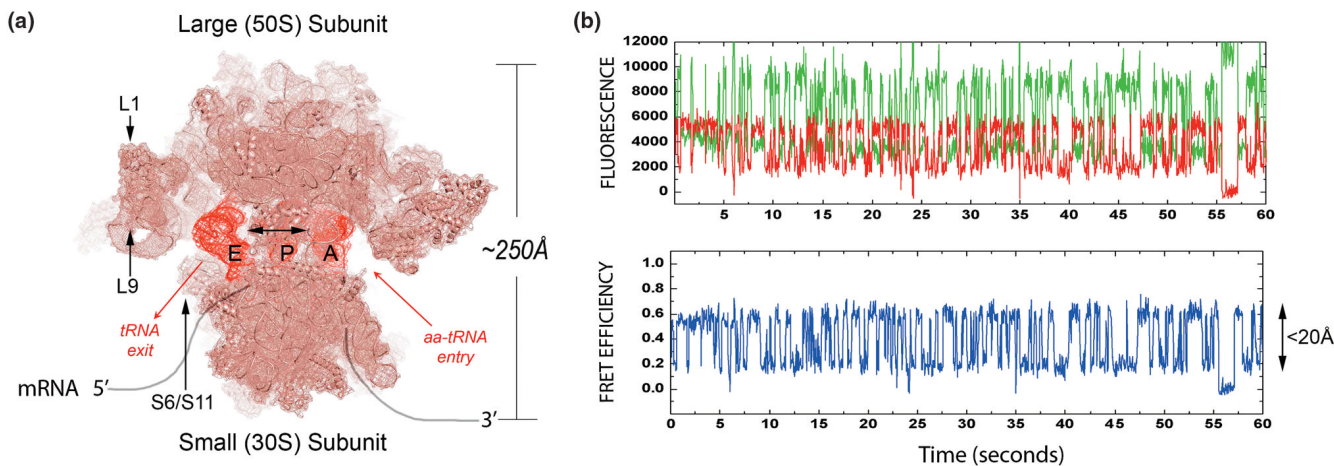 (a)
Large (50S) Subunit
L1
E
P
A
~250Å
L9
tRNA
exit
aa-tRNA
entry
mRNA
5′
S6/S11
3′
Small (30S) Subunit
(b)
FLUORESCENCE
12000
10000
8000
6000
4000
2000
0
5 10 15 20 25 30 35 40 45 50 55 60
FRET EFFICIENCY
1.0
0.8
0.6
0.4
0.2
0.0
<20Å
0 5 10 15 20 25 30 35 40 45 50 55 60
Time (seconds)